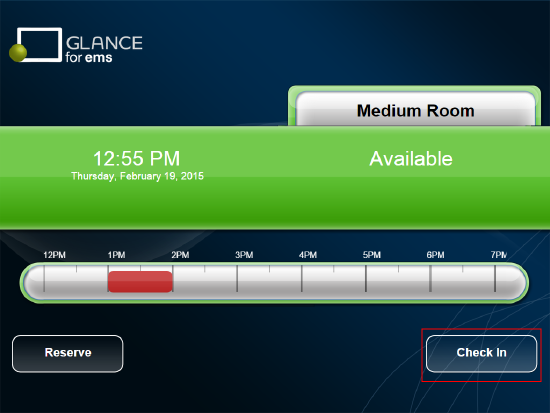 GLANCE
for ems
Medium Room
12:55 PM
Available
Thursday, February 19, 2015
12PM 1PM 2PM 3PM 4PM 5PM 6PM 7PM
Reserve
Check In